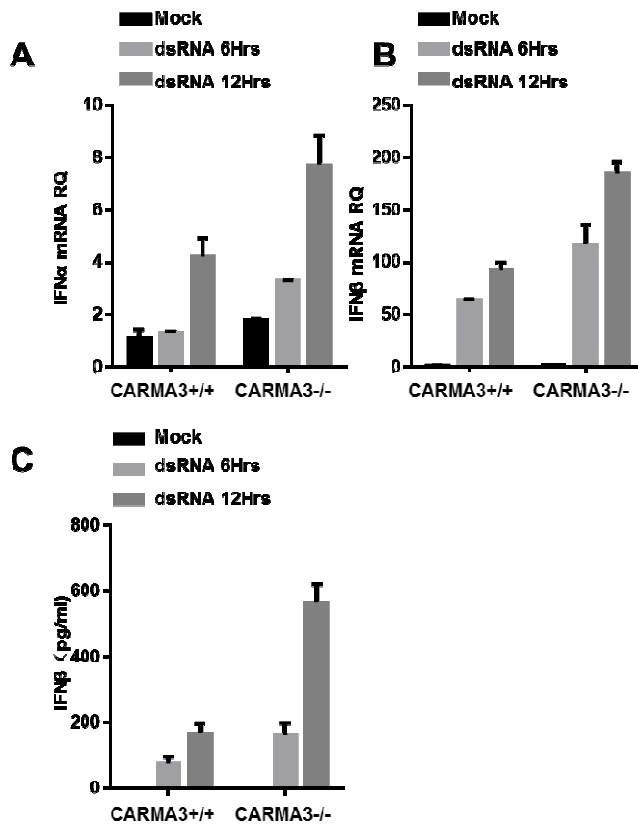 A
Mock
dsRNA 6Hrs
dsRNA 12Hrs
IFNα mRNA RQ
10
8
6
4
2
0
CARMA3+/+ CARMA3-/-
B
Mock
dsRNA 6Hrs
dsRNA 12Hrs
IFNβ mRNA RQ
250
200
150
100
50
0
CARMA3+/+ CARMA3-/-
C
Mock
dsRNA 6Hrs
dsRNA 12Hrs
IFNβ (pg/ml)
800
600
400
200
0
CARMA3+/+ CARMA3-/-